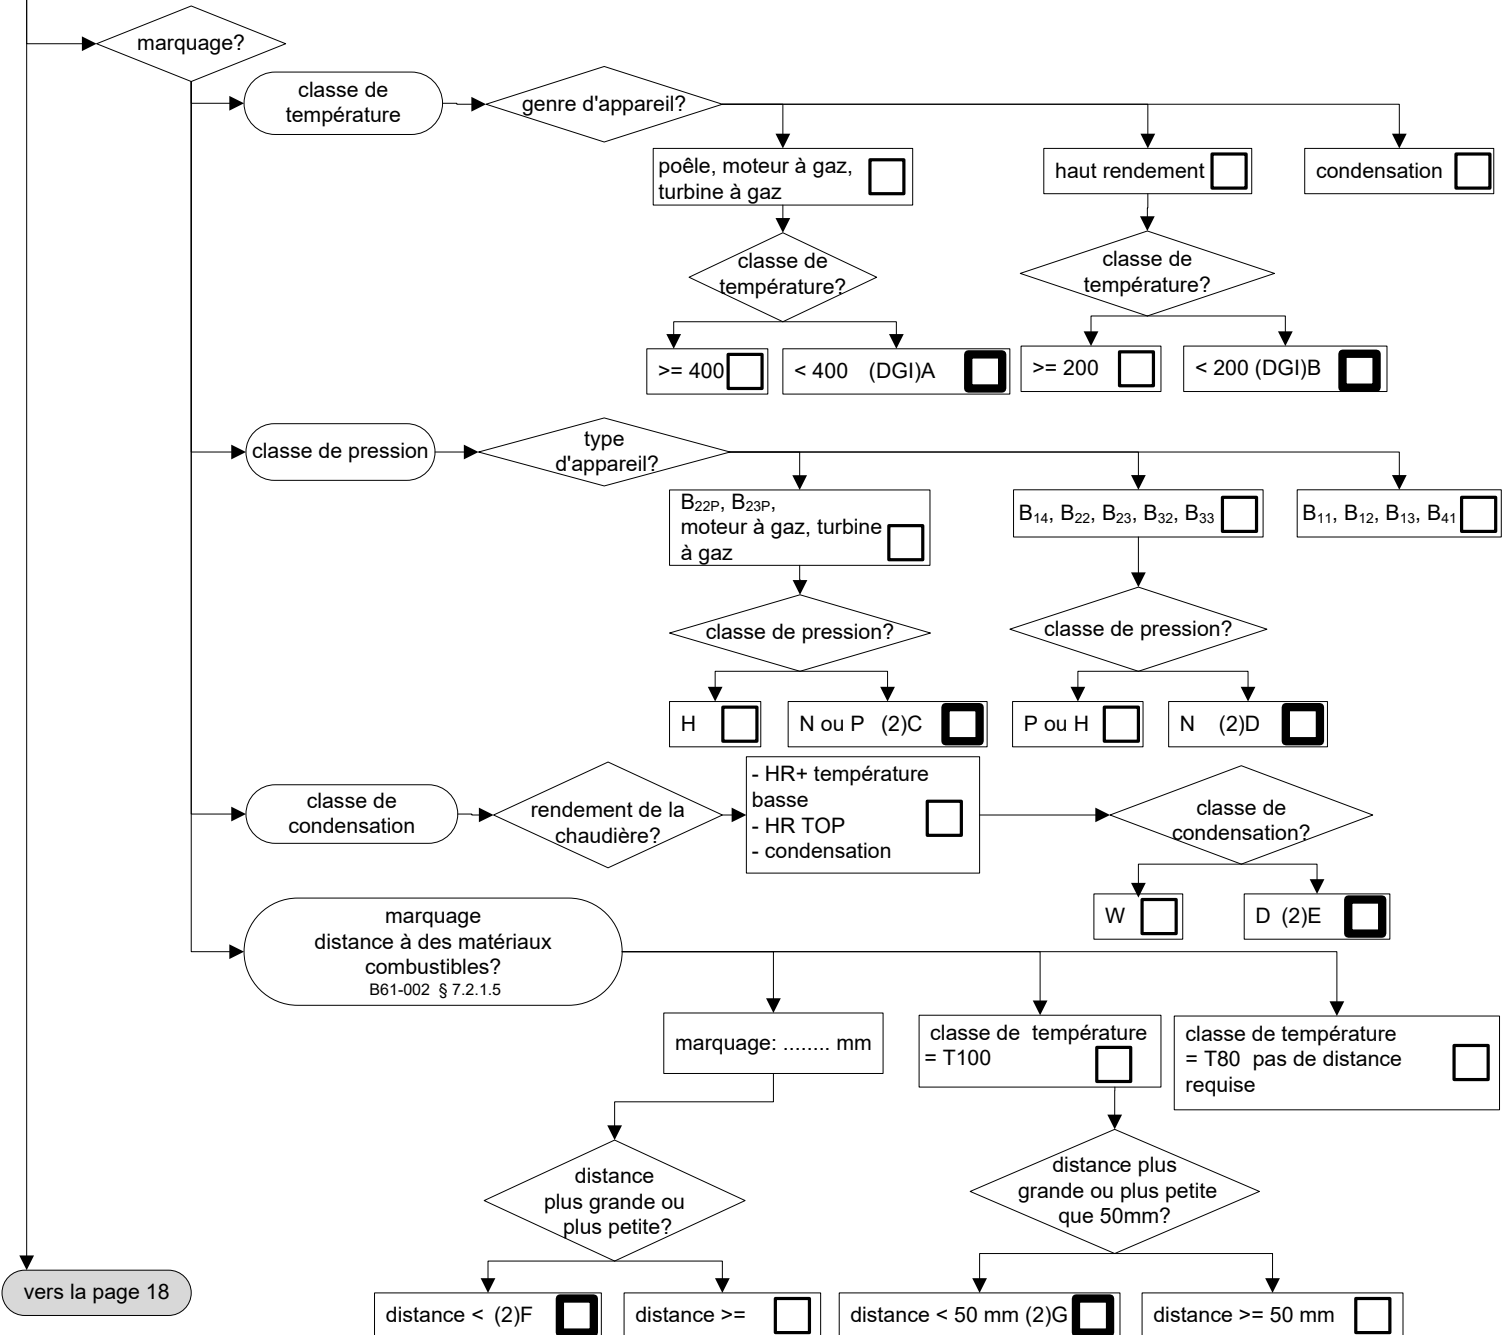 marquage?
classe de
température
genre d'appareil?
poêle, moteur à gaz,
turbine à gaz
haut rendement
condensation
classe de
température?
classe de
température?
>= 400
< 400 (DGI)A
>= 200
< 200 (DGI)B
classe de pression
type
d'appareil?
B22P, B23P,
moteur à gaz, turbine
à gaz
B14, B22, B23, B32, B33
B11, B12, B13, B41
classe de pression?
classe de pression?
H
N ou P (2)C
P ou H
N (2)D
classe de
condensation
rendement de la
chaudière?
- HR+ température
basse
- HR TOP
- condensation
classe de
condensation?
W
D (2)E
marquage
distance à des matériaux
combustibles?
B61-002 § 7.2.1.5
marquage: ........ mm
classe de température
= T100
classe de température
= T80 pas de distance
requise
distance
plus grande ou
plus petite?
distance plus
grande ou plus petite
que 50mm?
vers la page 18
distance < (2)F
distance >=
distance < 50 mm (2)G
distance >= 50 mm